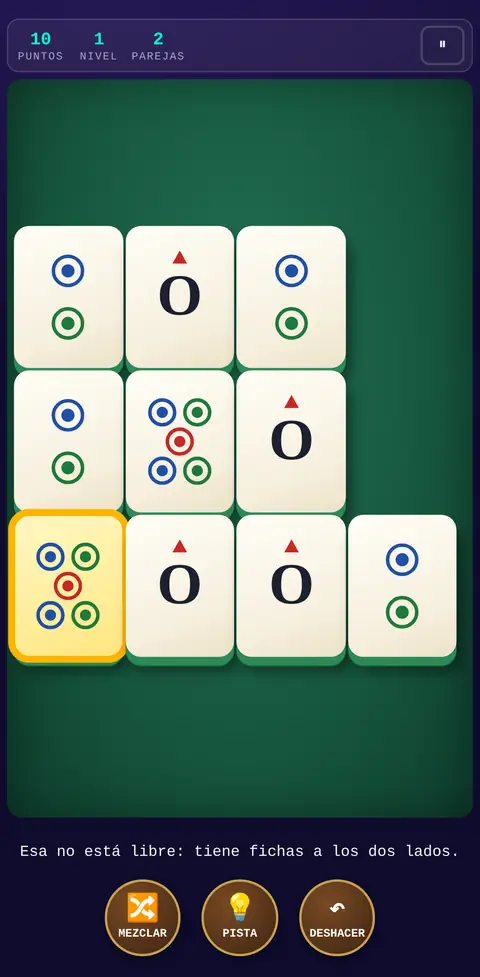 10 1 2
PUNTOS NIVEL PAREJAS
O
O
O O
Esa no está libre: tiene fichas a los dos lados.
MEZCLAR PISTA DESHACER